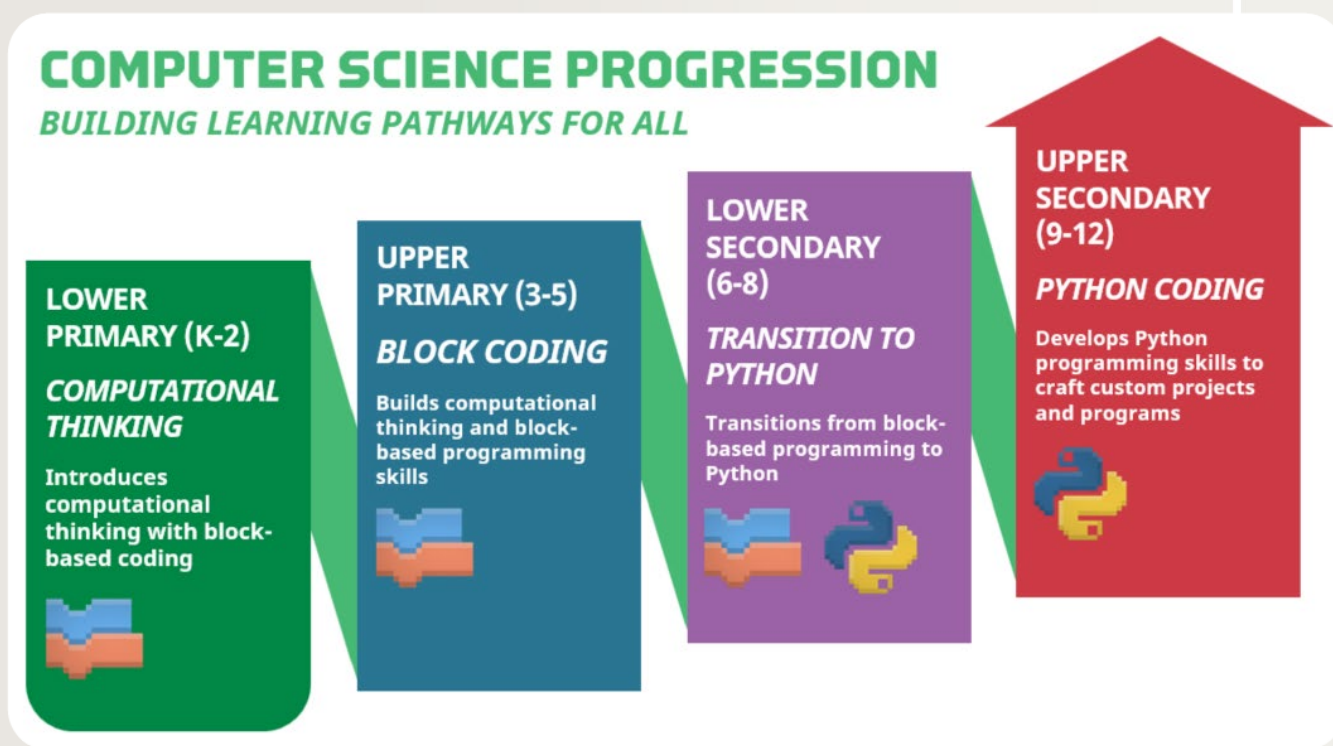 COMPUTER SCIENCE PROGRESSION
BUILDING LEARNING PATHWAYS FOR ALL
LOWER
PRIMARY (K-2)
COMPUTATIONAL
THINKING
Introduces
computational
thinking with block-
based coding
UPPER
PRIMARY (3-5)
BLOCK CODING
Builds computational
thinking and block-
based programming
skills
LOWER
SECONDARY
(6-8)
TRANSITION TO
PYTHON
Transitions from block-
based programming to
Python
UPPER
SECONDARY
(9-12)
PYTHON CODING
Develops Python
programming skills to
craft custom projects
and programs